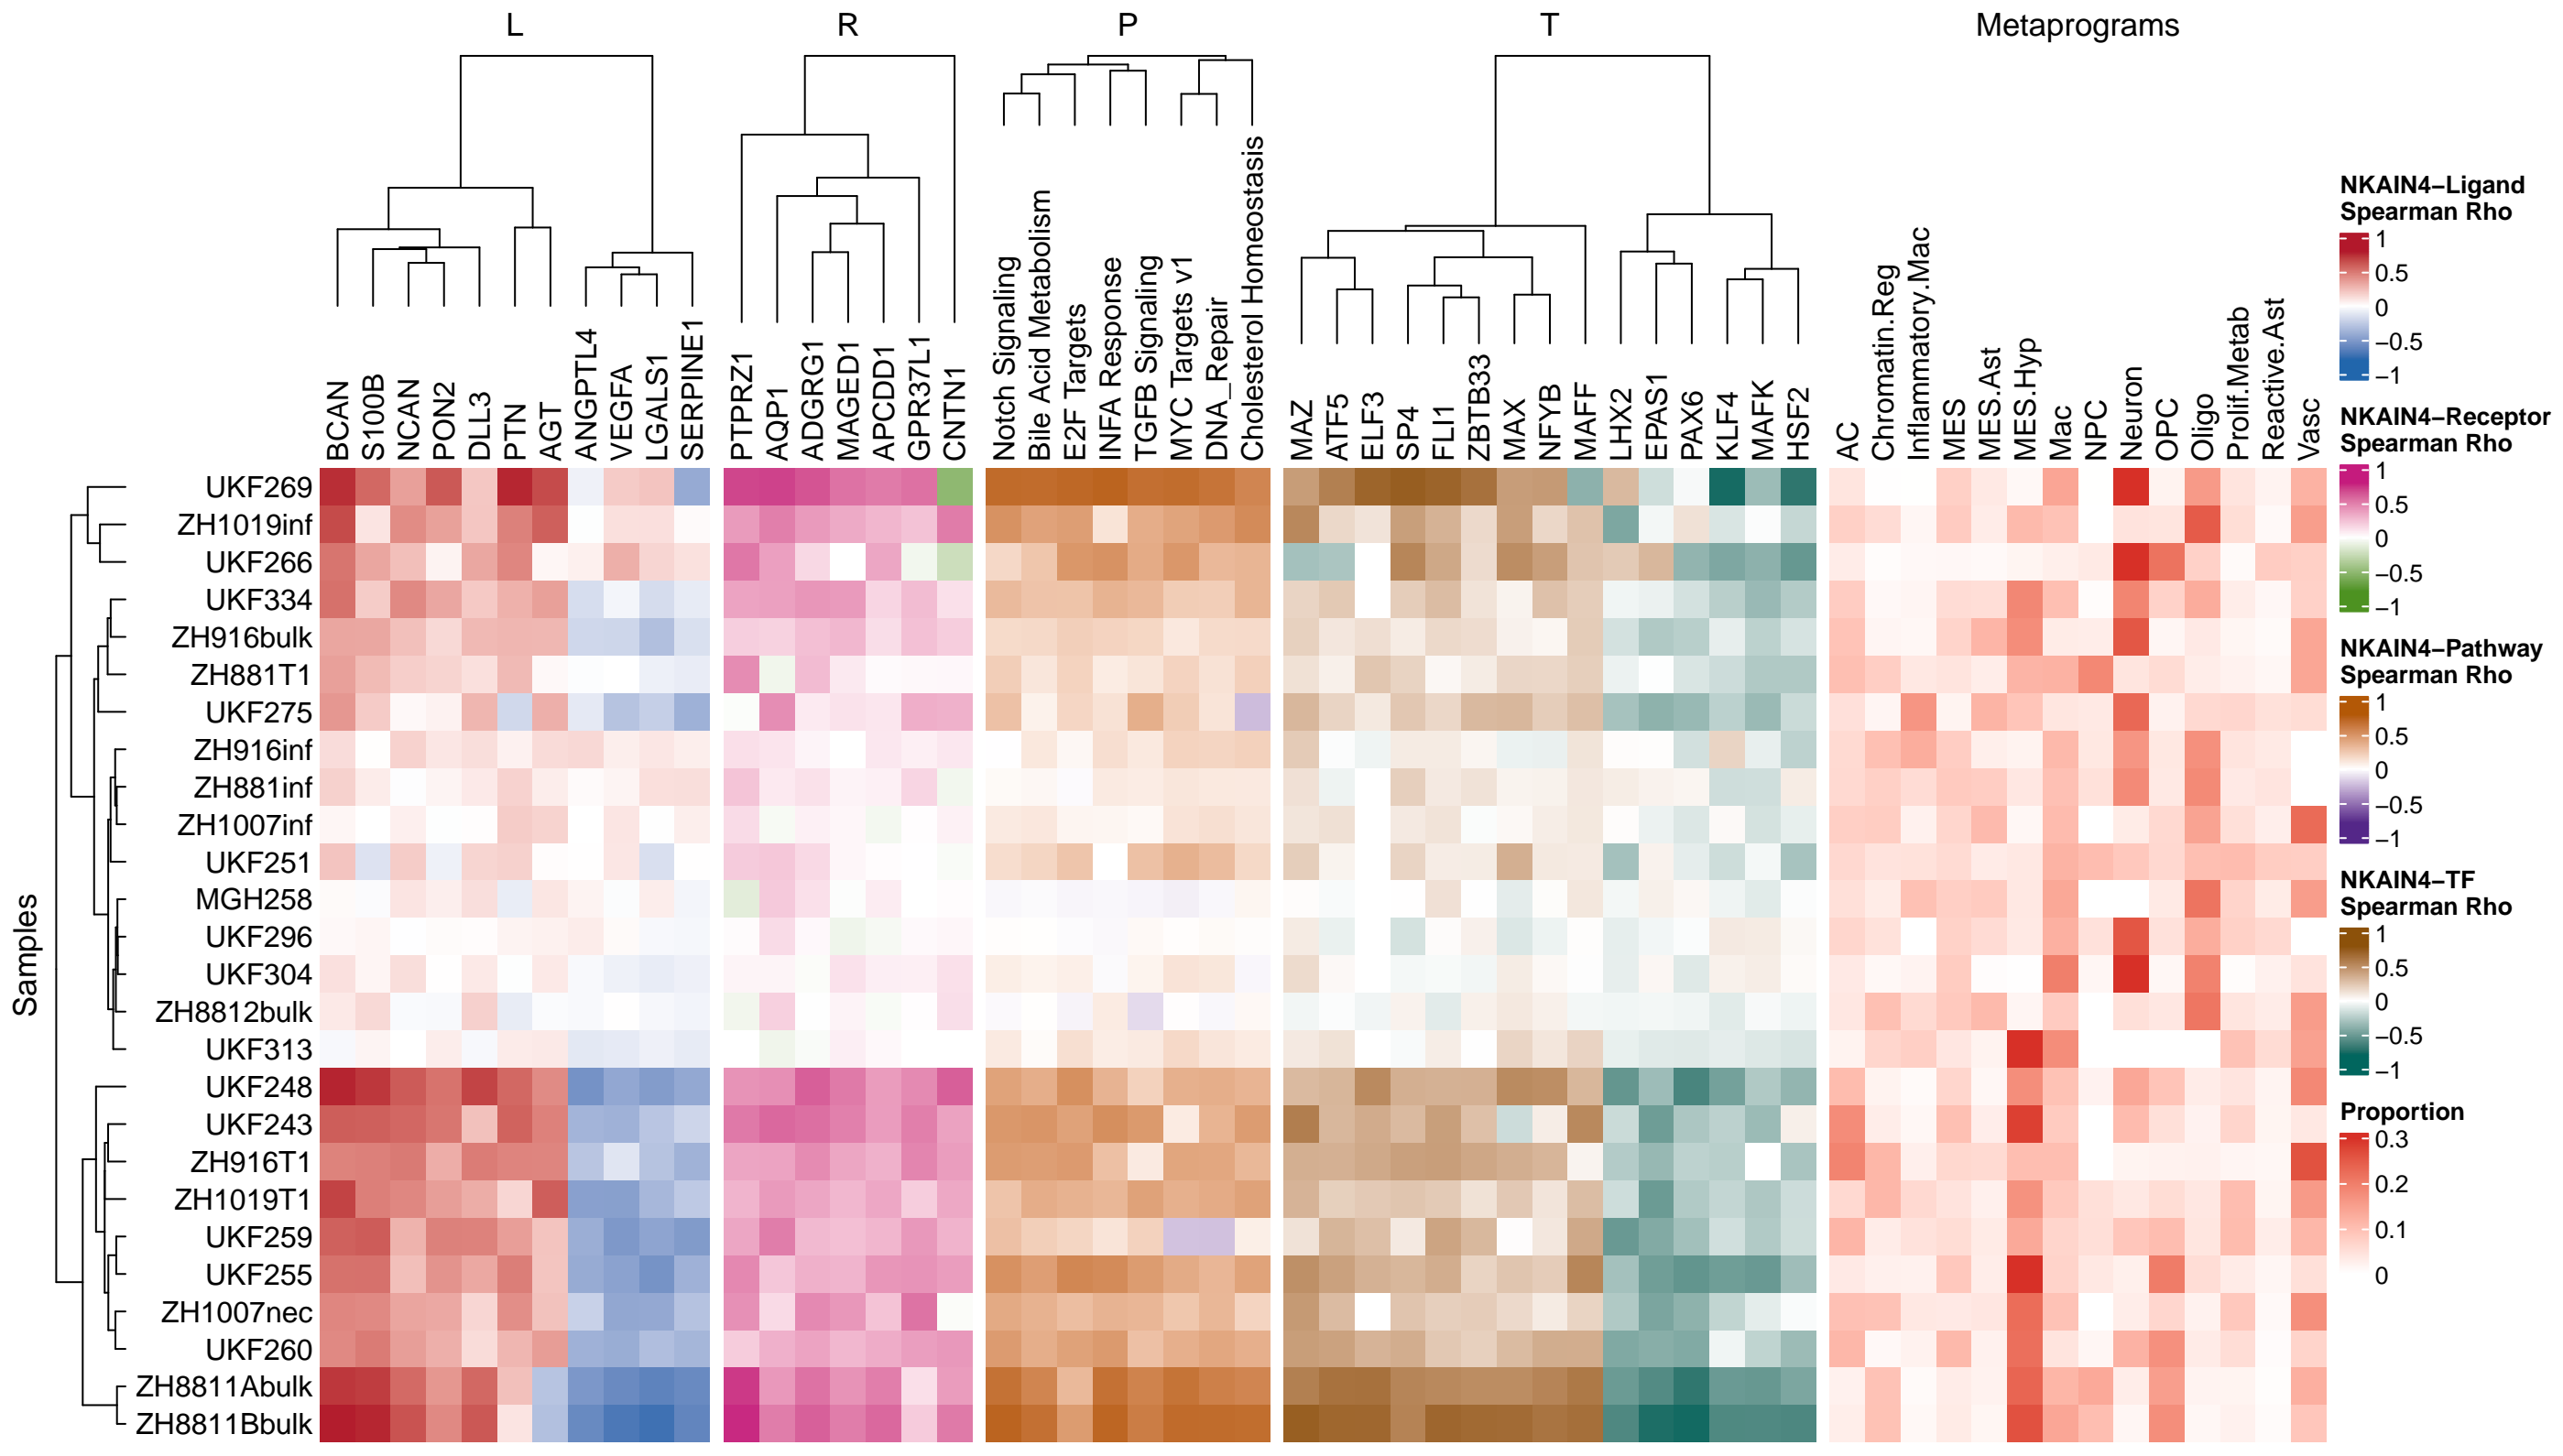 L
R
P
T
Metaprograms
BCAN
S100B
NCAN
PON2
DLL3
PTN
AGT
ANGPTL4
VEGFA
LGALS1
SERPINE1
PTPRZ1
AQP1
ADGRG1
MAGED1
APCDD1
GPR37L1
CNTN1
Notch Signaling
Bile Acid Metabolism
E2F Targets
INFA Response
TGFB Signaling
MYC Targets v1
DNA_Repair
Cholesterol Homeostasis
MAZ
ATF5
ELF3
SP4
FLI1
ZBTB33
MAX
NFYB
MAFF
LHX2
EPAS1
PAX6
KLF4
MAFK
HSF2
AC
Chromatin.Reg
Inflammatory.Mac
MES
MES.Ast
MES.Hyp
Mac
NPC
Neuron
OPC
Oligo
Prolif.Metab
Reactive.Ast
Vasc
Samples
UKF269
ZH1019inf
UKF266
UKF334
ZH916bulk
ZH881T1
UKF275
ZH916inf
ZH881inf
ZH1007inf
UKF251
MGH258
UKF296
UKF304
ZH8812bulk
UKF313
UKF248
UKF243
ZH916T1
ZH1019T1
UKF259
UKF255
ZH1007nec
UKF260
ZH8811Abulk
ZH8811Bbulk
NKAIN4−Ligand
Spearman Rho
1
0.5
0
−0.5
−1
NKAIN4−Receptor
Spearman Rho
1
0.5
0
−0.5
−1
NKAIN4−Pathway
Spearman Rho
1
0.5
0
−0.5
−1
NKAIN4−TF
Spearman Rho
1
0.5
0
−0.5
−1
Proportion
0.3
0.2
0.1
0